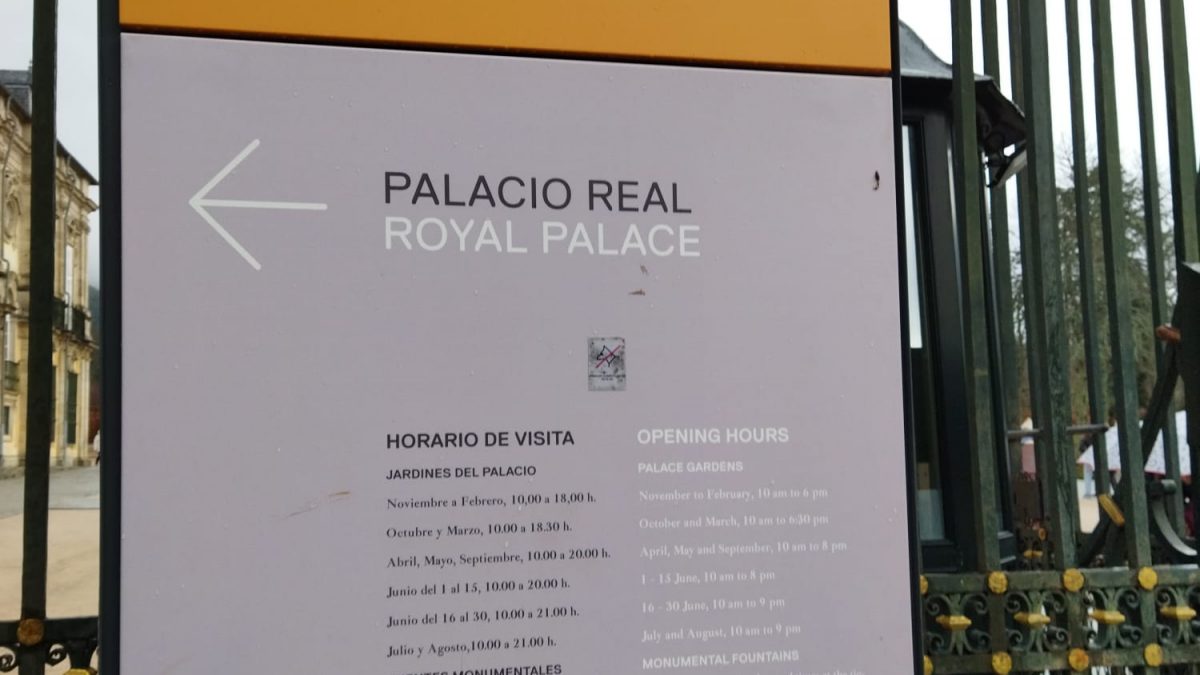 PALACIO REAL
ROYAL PALACE
HORARIO DE VISITA
JARDINES DEL PALACIO
Noviembre a Febrero, 10,00 a 18,00 h.
Octubre y Marzo, 10.00 a 18.30 h.
Abril, Mayo, Septiembre, 10.00 a 20.00 h.
Junio del 1 al 15, 10.00 a 20.00 h.
Junio del 16 al 30, 10.00 a 21.00 h.
Julio y Agosto,10.00 a 21.00 h.
MONUMENTALES
OPENING HOURS
PALACE GARDENS
November to February, 10 am to 6 pm
October and March, 10 am to 6:30 pm
April, May and September, 10 am to 8 pm
1 - 15 June, 10 am to 8 pm
16 - 30 June, 10 am to 9 pm
July and August, 10 am to 9 pm
MONUMENTAL FOUNTAINS